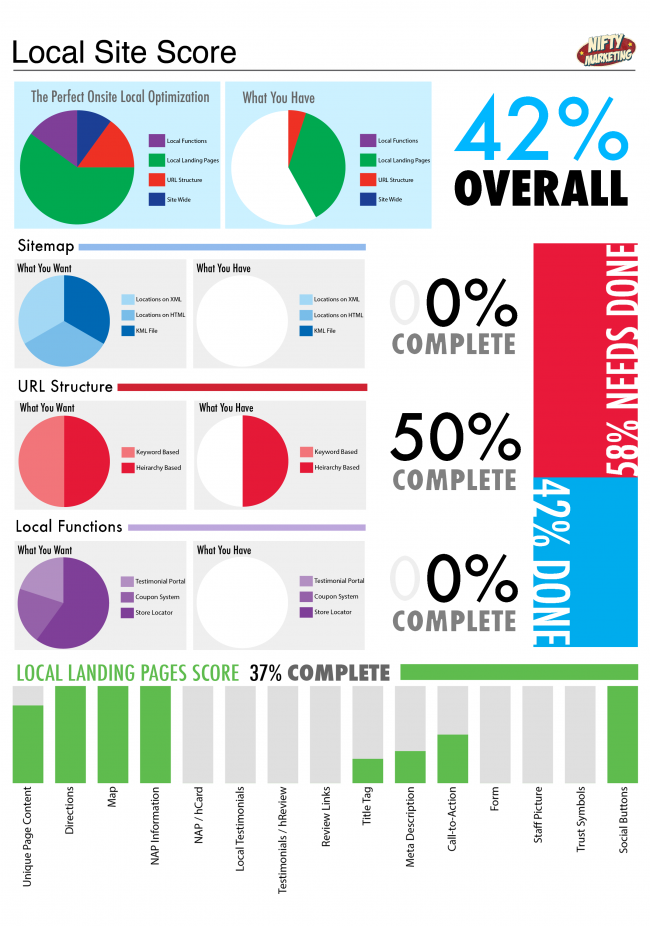 Local Site Score
NIFTY
MARKETING
The Perfect Onsite Local Optimization
Local Functions
Local Landing Pages
URL Structure
Site Wide
What You Have
Local Functions
Local Landing Pages
URL Structure
Site Wide
42%
OVERALL
Sitemap
What You Want
Locations on XML
Locations on HTML
KML File
What You Have
Locations on XML
Locations on HTML
KML File
00%
COMPLETE
URL Structure
What You Want
Keyword Based
Heirarchy Based
What You Have
Keyword Based
Heirarchy Based
50%
COMPLETE
Local Functions
What You Want
Testimonial Portal
Coupon System
Store Locator
What You Have
Testimonial Portal
Coupon System
Store Locator
00%
COMPLETE
58% NEEDS DONE
42% DONE
LOCAL LANDING PAGES SCORE 37% COMPLETE
Unique Page Content
Directions
Map
NAP Information
NAP / hCard
Local Testimonials
Testimonials / hReview
Review Links
Title Tag
Meta Description
Call-to-Action
Form
Staff Picture
Trust Symbols
Social Buttons